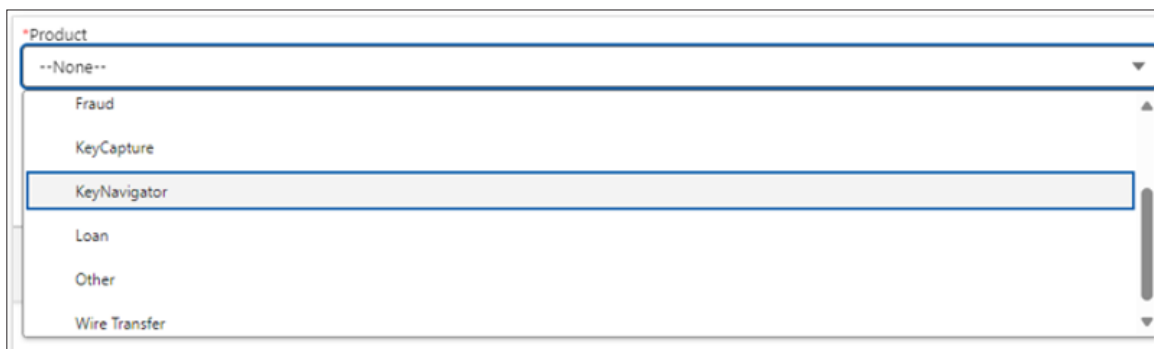 *Product
--None--
Fraud
KeyCapture
KeyNavigator
Loan
Other
Wire Transfer